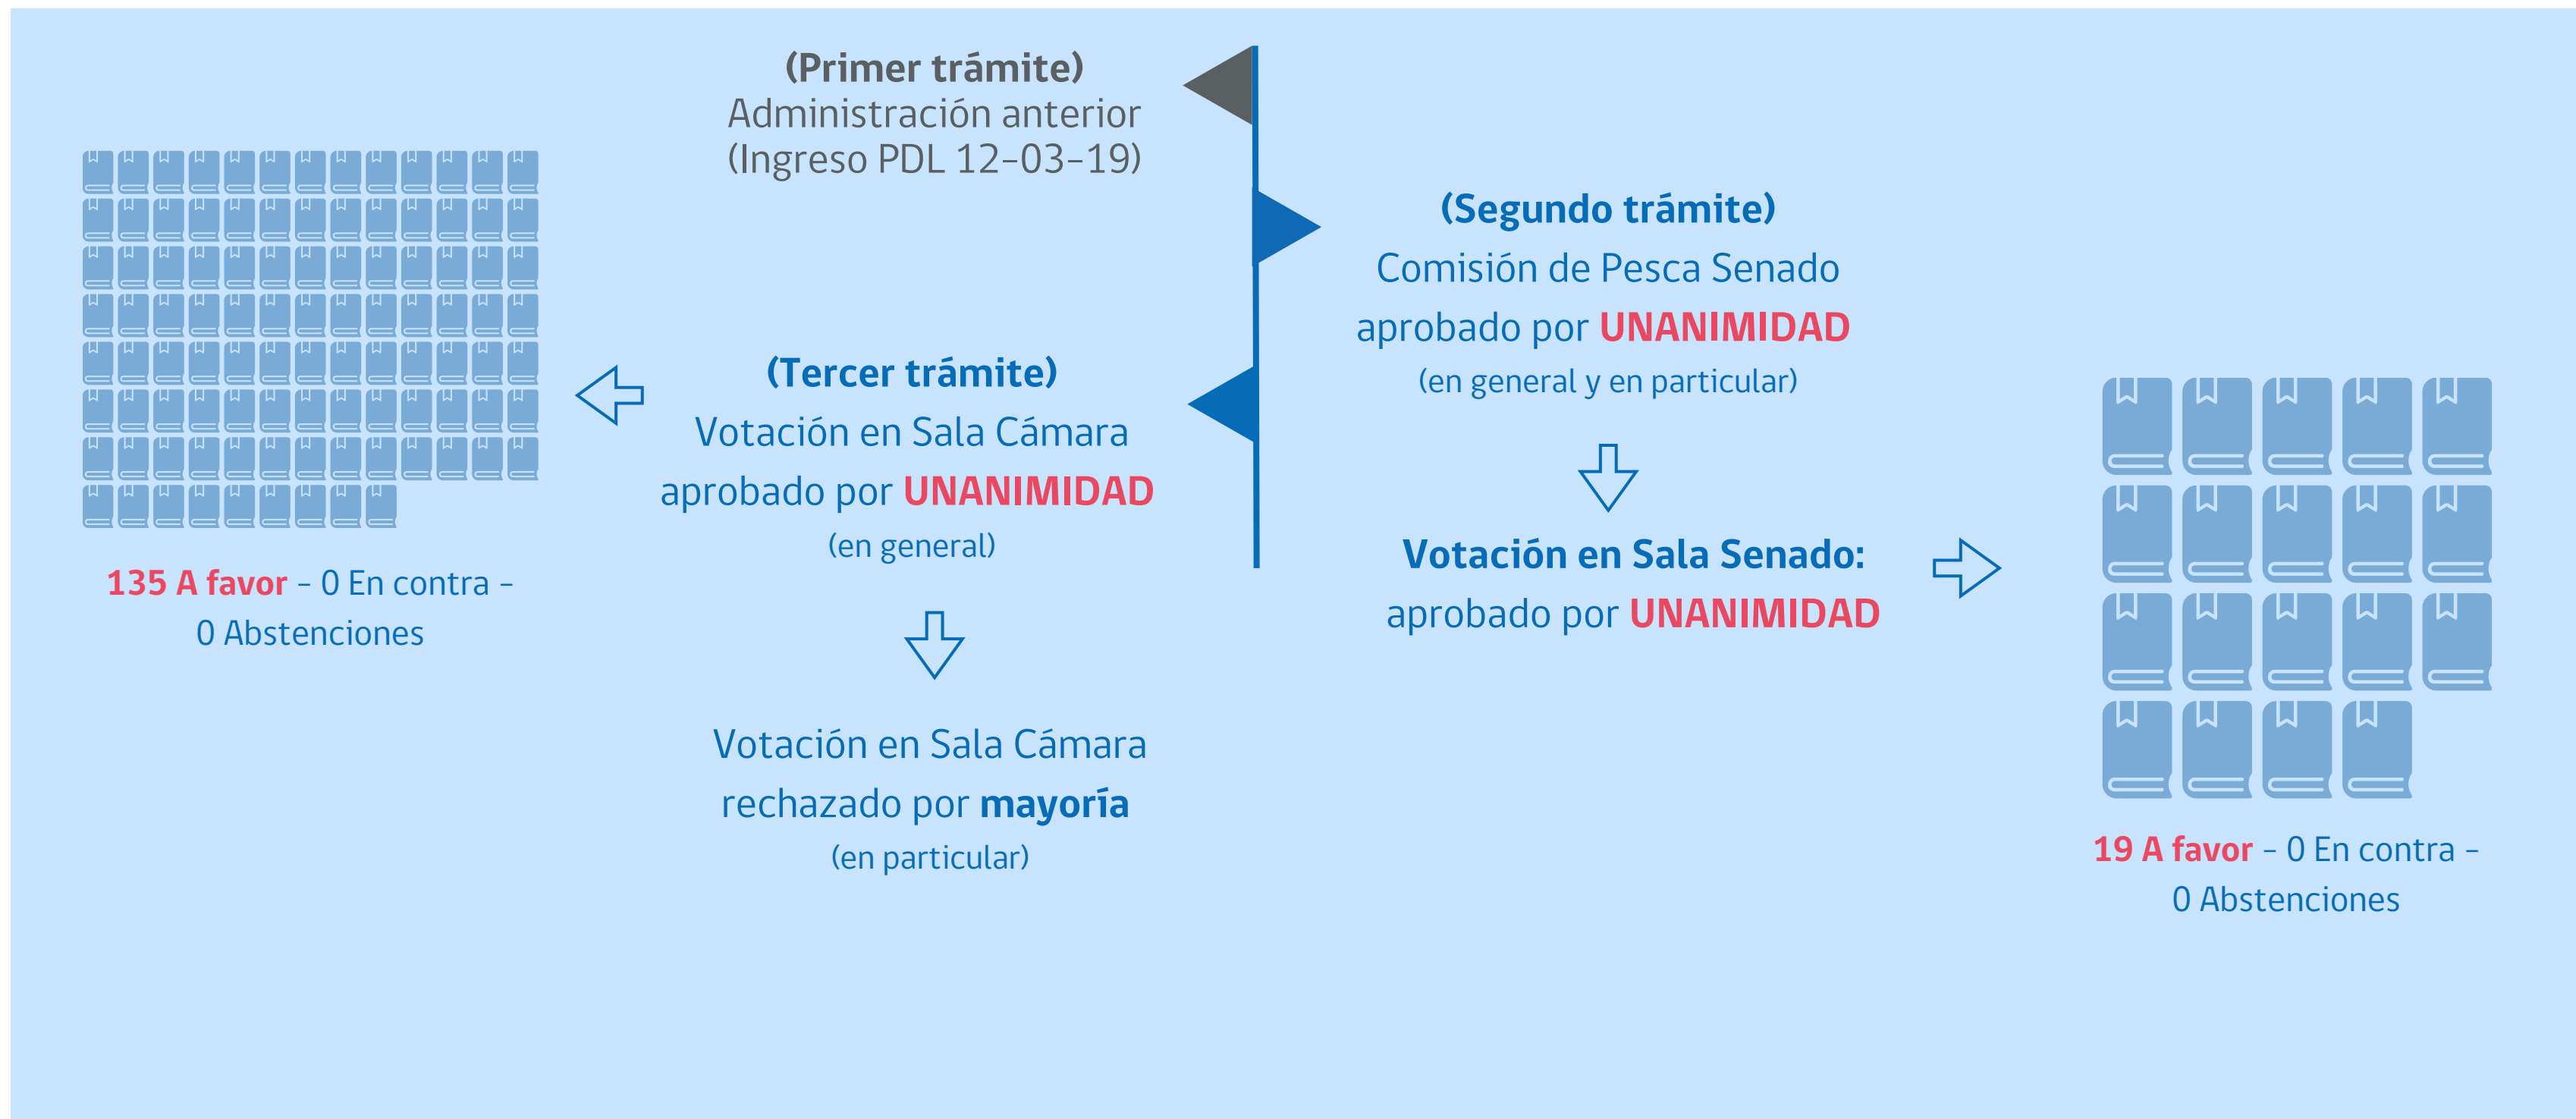 (Primer trámite)
Administración anterior
(Ingreso PDL 12-03-19)
(Segundo trámite)
Comisión de Pesca Senado
aprobado por UNANIMIDAD
(en general y en particular)
Votación en Sala Senado:
aprobado por UNANIMIDAD
19 A favor - 0 En contra -
0 Abstenciones
(Tercer trámite)
Votación en Sala Cámara
aprobado por UNANIMIDAD
(en general)
135 A favor - 0 En contra -
0 Abstenciones
Votación en Sala Cámara
rechazado por mayoría
(en particular)